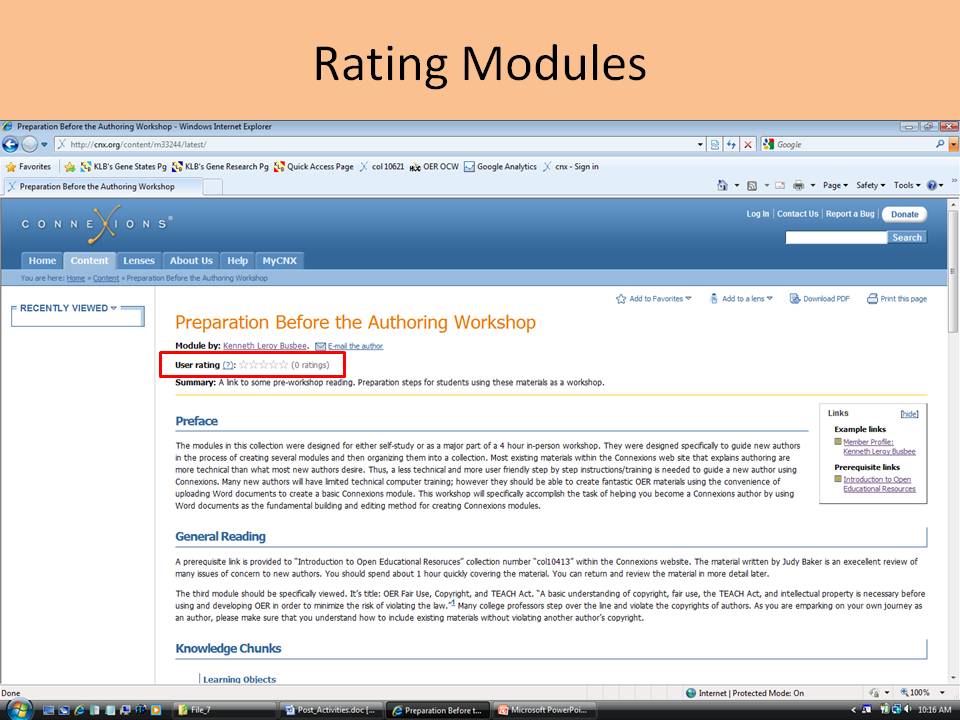 Rating Modules
Preparation Before the Authoring Workshop - Windows Internet Explorer
http://cnx.org/content/m33244/latest/
Google
Favorites KLB's Gene States Pg KLB's Gene Research Pg Quick Access Page col 10621 OER OCW Google Analytics cnx - Sign in
Preparation Before the Authoring Workshop
Page Safety Tools
CONNEXIONS®
Log In | Contact Us | Report a Bug | Donate
Search
Home Content Lenses About Us Help MyCNX
You are here: Home » Content » Preparation Before the Authoring Workshop
RECENTLY VIEWED
Add to Favorites Add to a lens Download PDF Print this page
Preparation Before the Authoring Workshop
Module by: Kenneth Leroy Busbee. E-mail the author
User rating (?): (0 ratings)
Summary: A link to some pre-workshop reading. Preparation steps for students using these materials as a workshop.
Links [hide]
Example links
Member Profile:
Kenneth Leroy Busbee
Prerequisite links
Introduction to Open
Educational Resources
Preface
The modules in this collection were designed for either self-study or as a major part of a 4 hour in-person workshop. They were designed specifically to guide new authors
in the process of creating several modules and then organizing them into a collection. Most existing materials within the Connexions web site that explains authoring are
more technical than what most new authors desire. Thus, a less technical and more user friendly step by step instructions/training is needed to guide a new author using
Connexions. Many new authors will have limited technical computer training; however they should be able to create fantastic OER materials using the convenience of
uploading Word documents to create a basic Connexions module. This workshop will specifically accomplish the task of helping you become a Connexions author by using
Word documents as the fundamental building and editing method for creating Connexions modules.
General Reading
A prerequisite link is provided to "Introduction to Open Educational Resoruces" collection number "col10413" within the Connexions website. The material written by Judy Baker is an execellent review of
many issues of concern to new authors. You should spend about 1 hour quickly covering the material. You can return and review the material in more detail later.
The third module should be specifically viewed. It's title: OER Fair Use, Copyright, and TEACH Act. "A basic understanding of copyright, fair use, the TEACH Act, and intellectual property is necessary before
using and developing OER in order to minimize the risk of violating the law."1 Many college professors step over the line and violate the copyrights of authors. As you are emparking on your own journey as
an author, please make sure that you understand how to include existing materials without violating another author's copyright.
Knowledge Chunks
Learning Objects
Done
Internet | Protected Mode: On
100%
File_7
Post_Activities.doc [...
Preparation Before t...
Microsoft PowerPoi...
10:16 AM